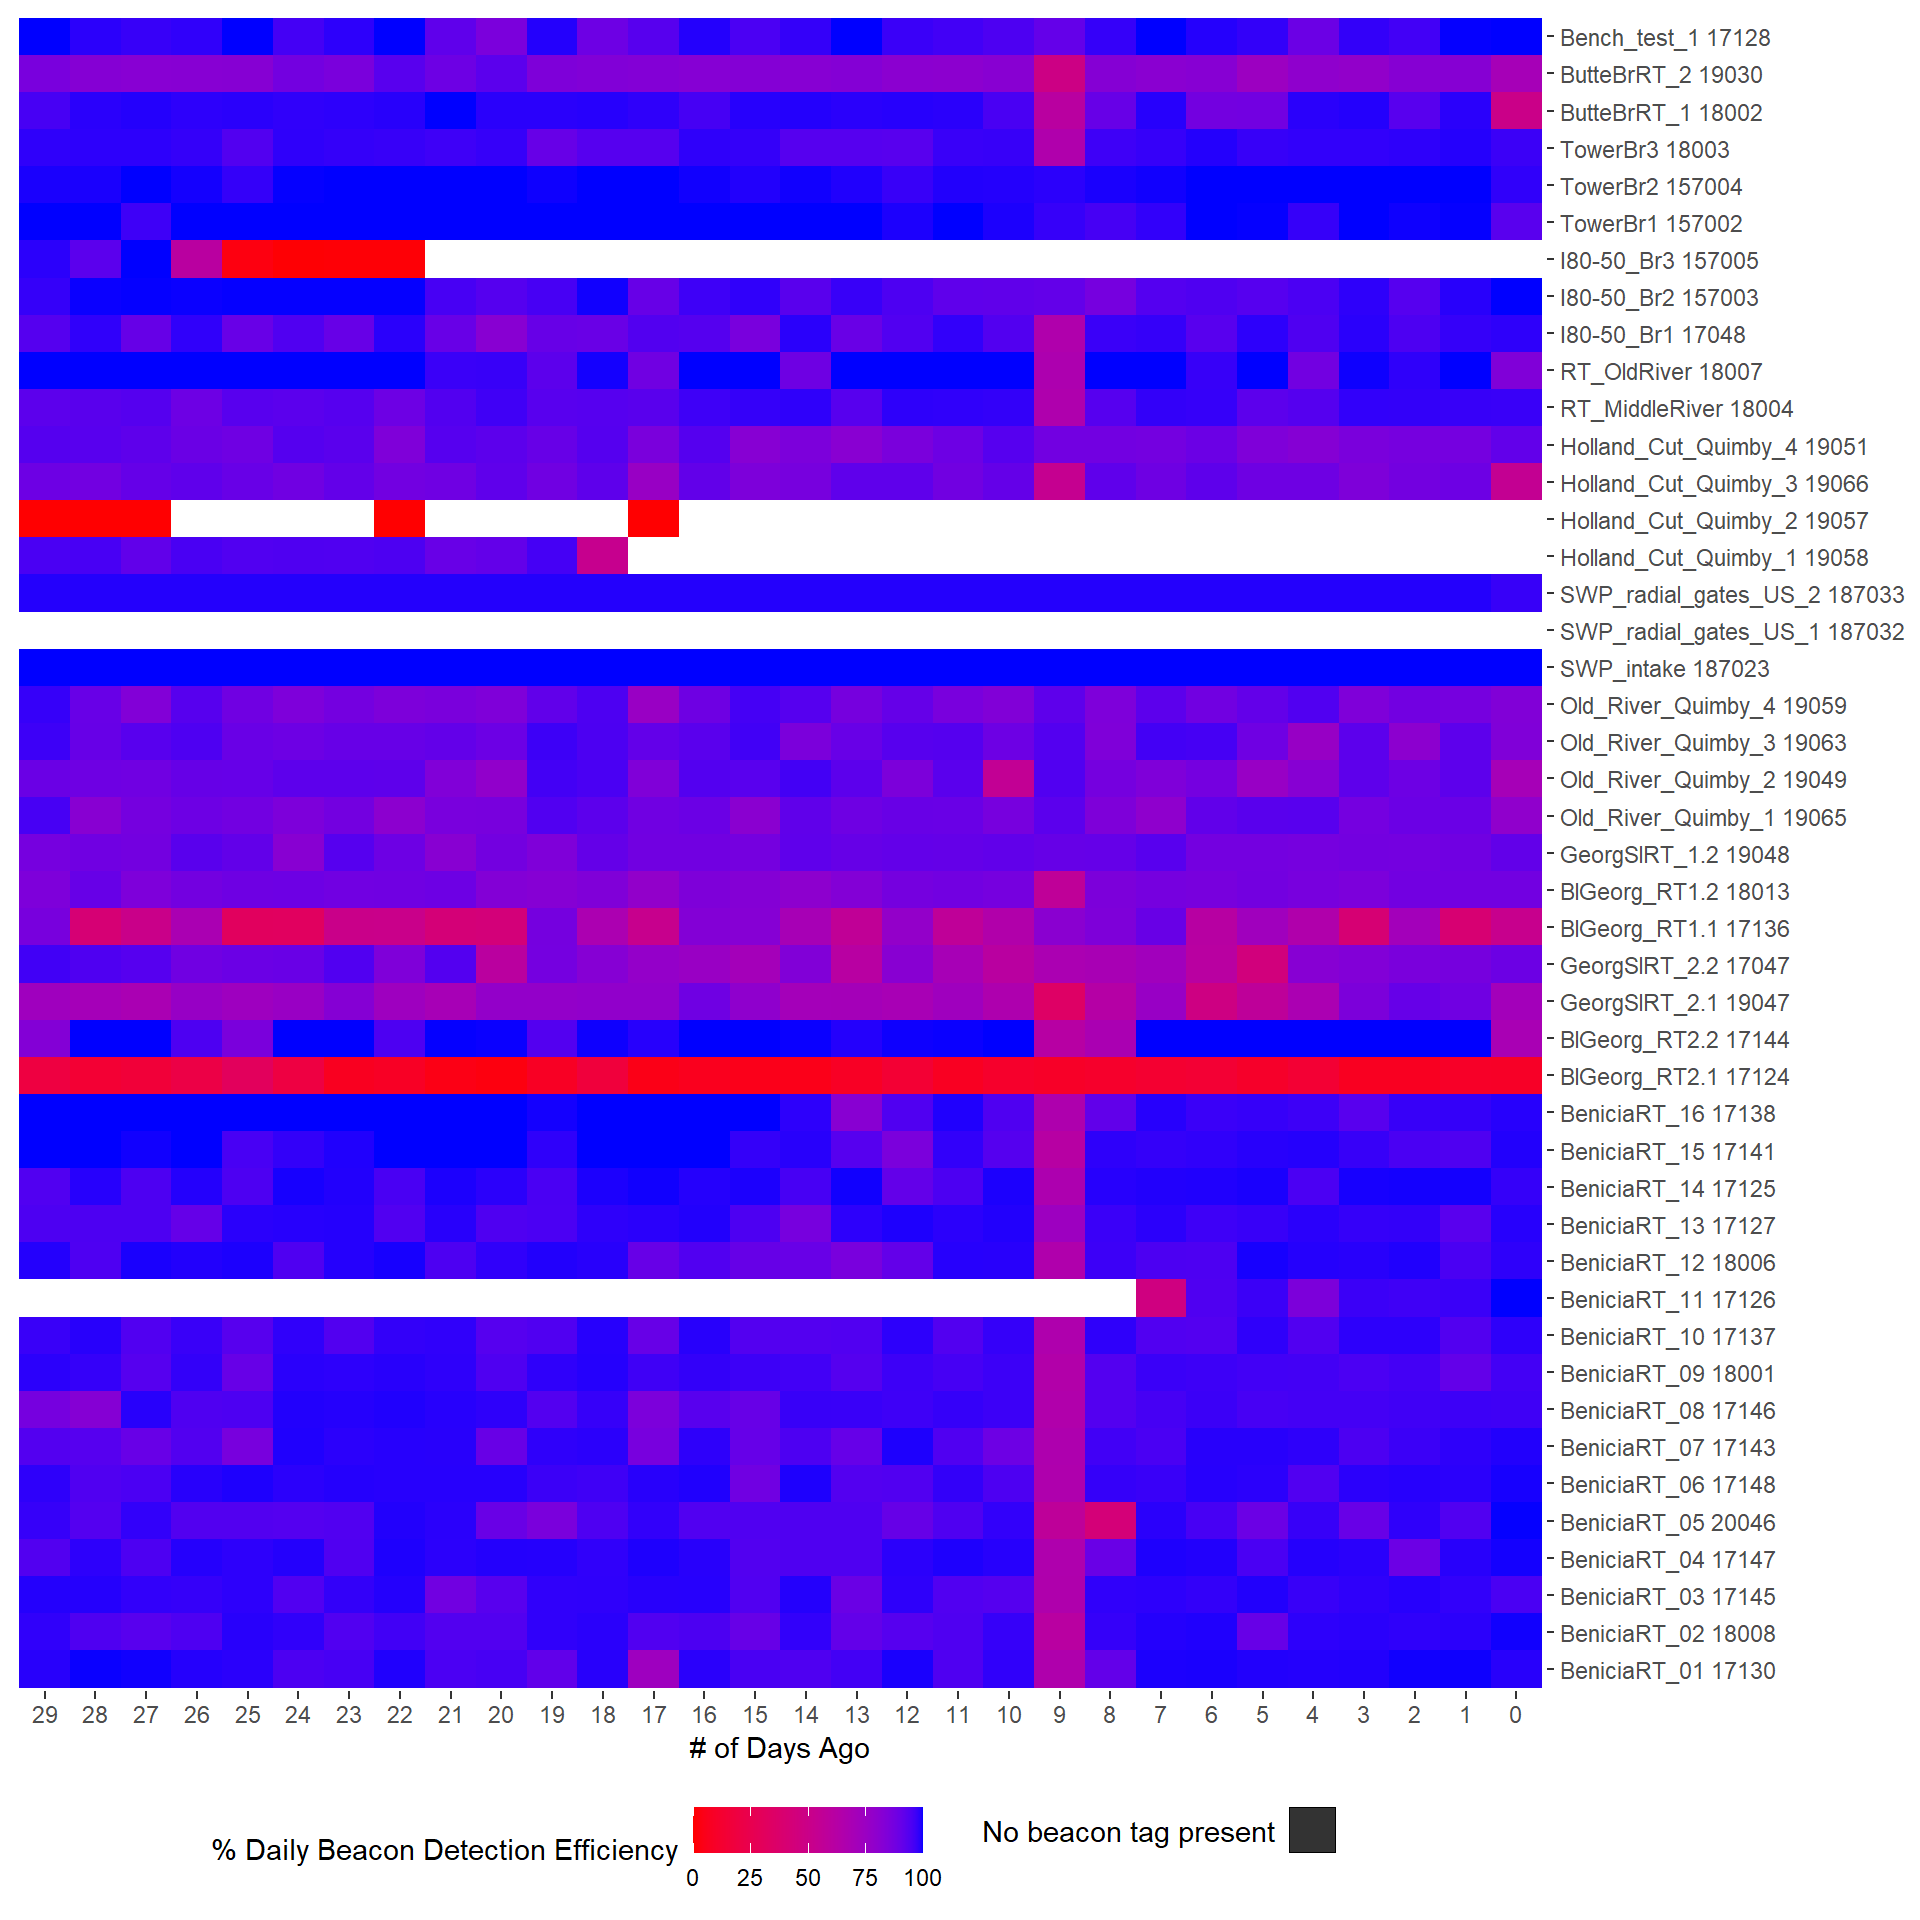 Bench_test_1 17128
ButteBrRT_2 19030
ButteBrRT_1 18002
TowerBr3 18003
TowerBr2 157004
TowerBr1 157002
I80-50_Br3 157005
I80-50_Br2 157003
I80-50_Br1 17048
RT_OldRiver 18007
RT_MiddleRiver 18004
Holland_Cut_Quimby_4 19051
Holland_Cut_Quimby_3 19066
Holland_Cut_Quimby_2 19057
Holland_Cut_Quimby_1 19058
SWP_radial_gates_US_2 187033
SWP_radial_gates_US_1 187032
SWP_intake 187023
Old_River_Quimby_4 19059
Old_River_Quimby_3 19063
Old_River_Quimby_2 19049
Old_River_Quimby_1 19065
GeorgSlRT_1.2 19048
BlGeorg_RT1.2 18013
BlGeorg_RT1.1 17136
GeorgSlRT_2.2 17047
GeorgSlRT_2.1 19047
BlGeorg_RT2.2 17144
BlGeorg_RT2.1 17124
BeniciaRT_16 17138
BeniciaRT_15 17141
BeniciaRT_14 17125
BeniciaRT_13 17127
BeniciaRT_12 18006
BeniciaRT_11 17126
BeniciaRT_10 17137
BeniciaRT_09 18001
BeniciaRT_08 17146
BeniciaRT_07 17143
BeniciaRT_06 17148
BeniciaRT_05 20046
BeniciaRT_04 17147
BeniciaRT_03 17145
BeniciaRT_02 18008
BeniciaRT_01 17130
29 28 27 26 25 24 23 22 21 20 19 18 17 16 15 14 13 12 11 10 9 8 7 6 5 4 3 2 1 0
# of Days Ago
% Daily Beacon Detection Efficiency
0 25 50 75 100
No beacon tag present